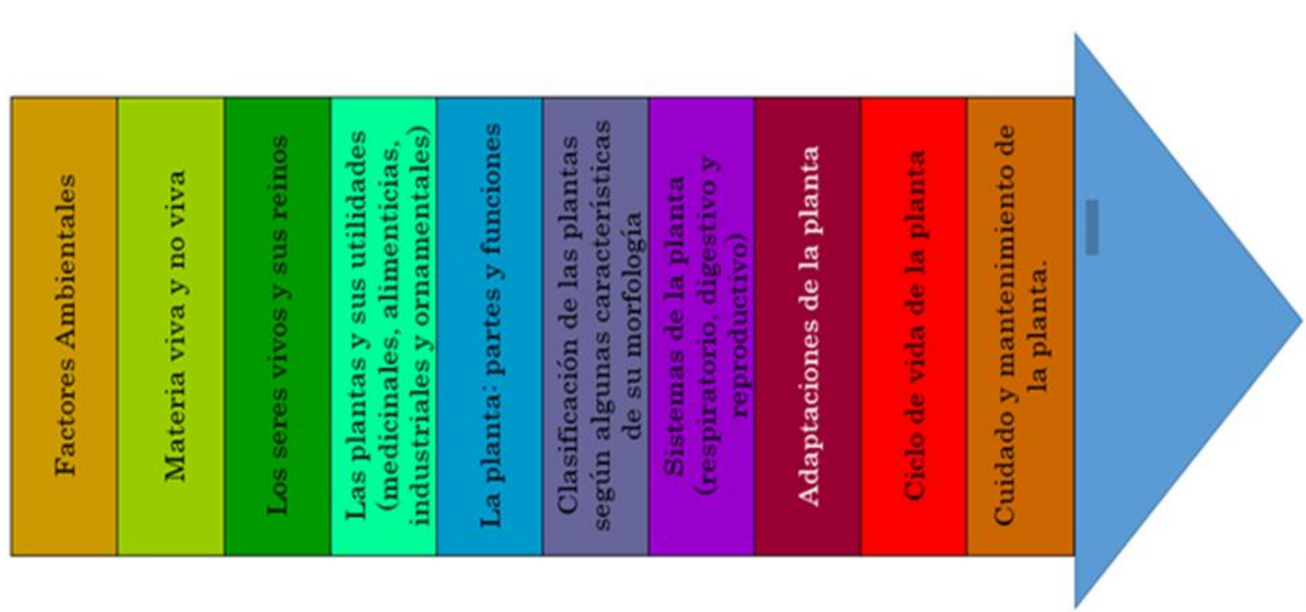 Factores Ambientales
Materia viva y no viva
Los seres vivos y sus reinos
Las plantas y sus utilidades
(medicinales, alimenticias,
industriales y ornamentales)
La planta: partes y funciones
Clasificación de las plantas
según algunas características
de su morfología
Sistemas de la planta
(respiratorio, digestivo y
reproductivo)
Adaptaciones de la planta
Ciclo de vida de la planta
Cuidado y mantenimiento de
la planta.